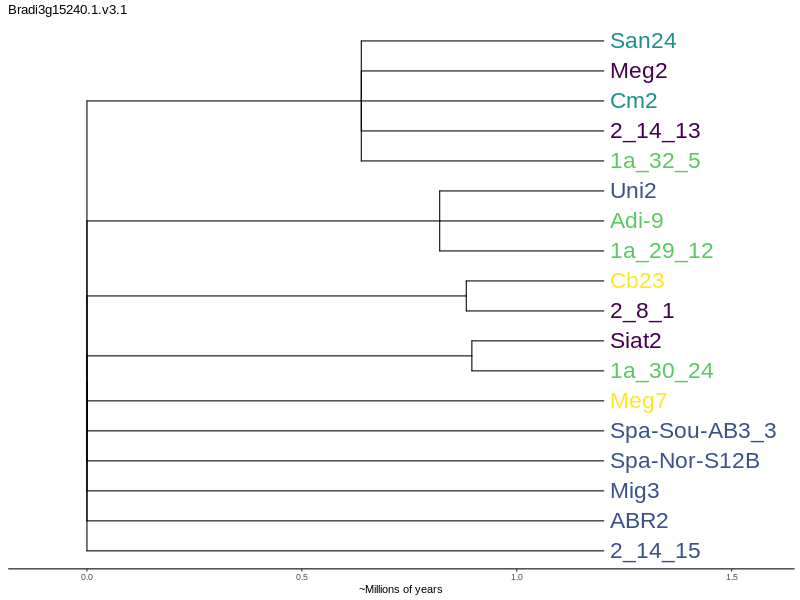 Bradi3g15240.1.v3.1
San24
Meg2
Cm2
2_14_13
1a_32_5
Uni2
Adi-9
1a_29_12
Cb23
2_8_1
Siat2
1a_30_24
Meg7
Spa-Sou-AB3_3
Spa-Nor-S12B
Mig3
ABR2
2_14_15
0.0 0.5 1.0 1.5
~Millions of years